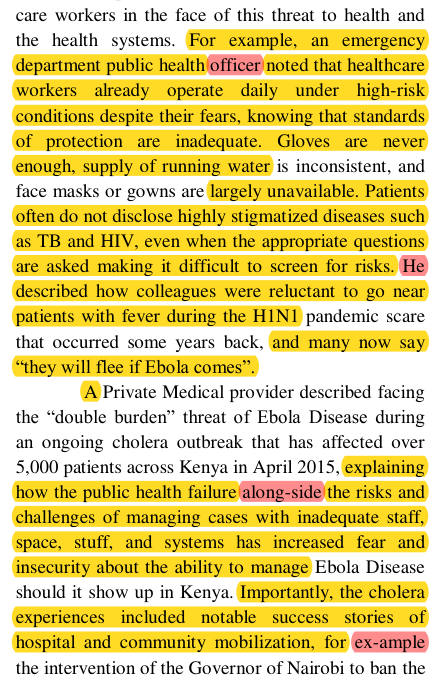 care workers in the face of this threat to health and
the health systems. For example, an emergency
department public health officer noted that healthcare
workers already operate daily under high-risk
conditions despite their fears, knowing that standards
of protection are inadequate. Gloves are never
enough, supply of running water is inconsistent, and
face masks or gowns are largely unavailable. Patients
often do not disclose highly stigmatized diseases such
as TB and HIV, even when the appropriate questions
are asked making it difficult to screen for risks. He
described how colleagues were reluctant to go near
patients with fever during the H1N1 pandemic scare
that occurred some years back, and many now say
“they will flee if Ebola comes”.
A Private Medical provider described facing
the “double burden” threat of Ebola Disease during
an ongoing cholera outbreak that has affected over
5,000 patients across Kenya in April 2015, explaining
how the public health failure along-side the risks and
challenges of managing cases with inadequate staff,
space, stuff, and systems has increased fear and
insecurity about the ability to manage Ebola Disease
should it show up in Kenya. Importantly, the cholera
experiences included notable success stories of
hospital and community mobilization, for ex-ample
the intervention of the Governor of Nairobi to ban the